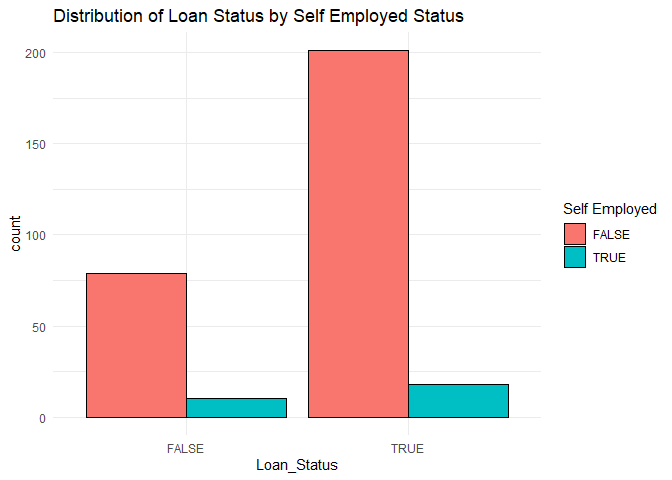 Distribution of Loan Status by Self Employed Status
200
150
100
50
0
count
FALSE
TRUE
Loan_Status
Self Employed
FALSE
TRUE